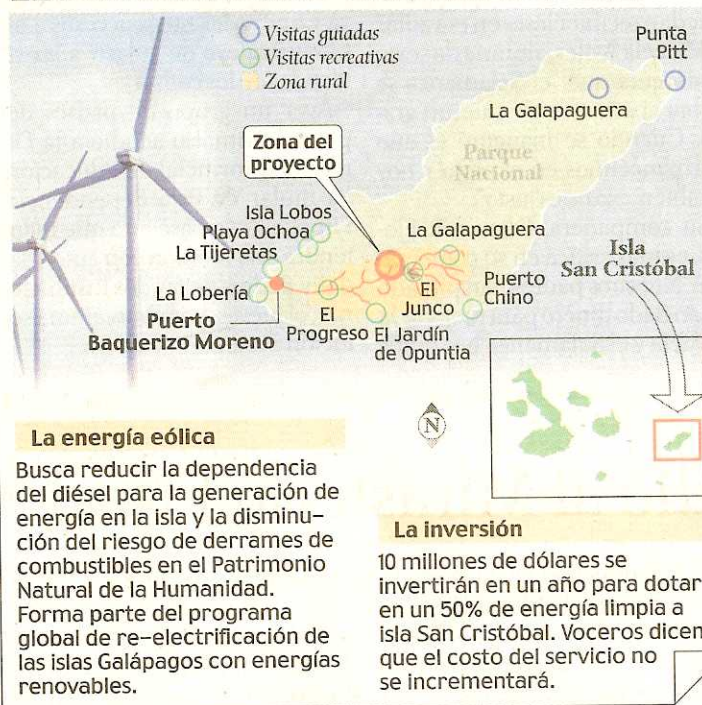 Visitas guiadas
Visitas recreativas
Zona rural
Punta
Pitt
La Galapaguera
Parque
Nacional
Zona del
proyecto
Isla Lobos
Playa Ochoa
La Tijeretas
La Lobería
Puerto
Baquerizo Moreno
El
Progreso
El Jardín
de Opuntia
La Galapaguera
El
Junco
Puerto
Chino
Isla
San Cristóbal
N
La energía eólica
Busca reducir la dependencia
del diésel para la generación de
energía en la isla y la disminu-
ción del riesgo de derrames de
combustibles en el Patrimonio
Natural de la Humanidad.
Forma parte del programa
global de re-electrificación de
las islas Galápagos con energías
renovables.
La inversión
10 millones de dólares se
invertirán en un año para dotar
en un 50% de energía limpia a
isla San Cristóbal. Voceros dicen
que el costo del servicio no
se incrementará.